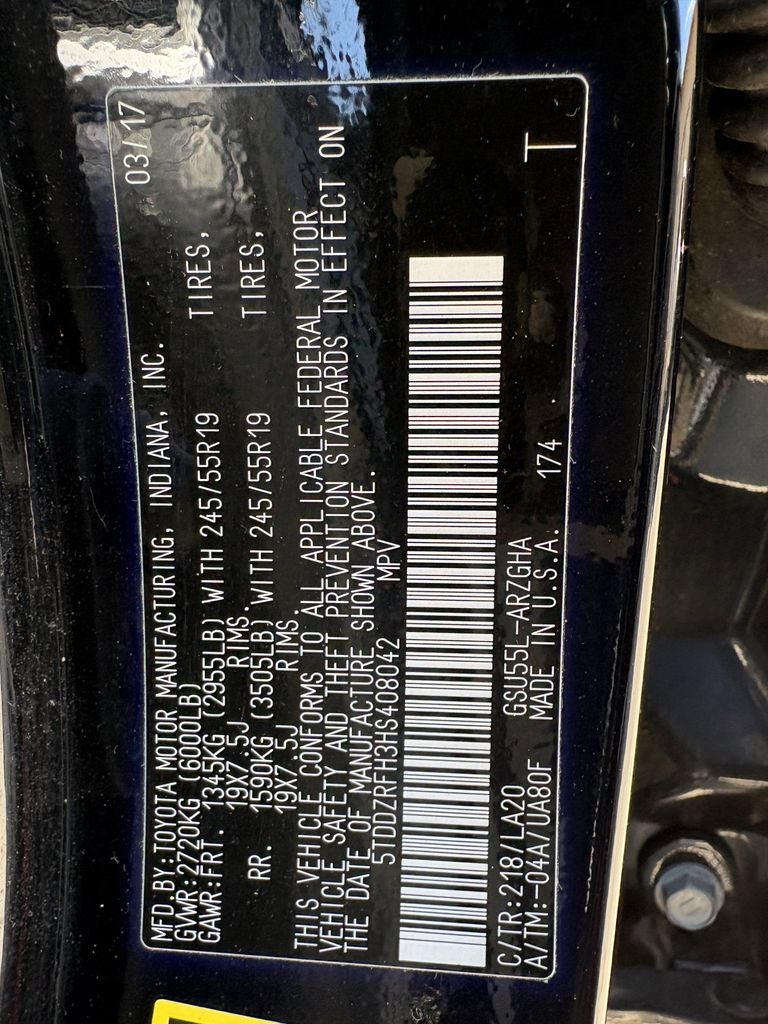 MFD.BY:TOYOTA MOTOR MANUFACTURING, INDIANA, INC. 03/17
GVWR:2720KG (6000LB)
GAWR:FRT. 1345KG (2955LB) WITH 245/55R19 TIRES,
19X7.5J RIMS.
RR. 1590KG (3505LB) WITH 245/55R19 TIRES,
19X7.5J RIMS.
THIS VEHICLE CONFORMS TO ALL APPLICABLE FEDERAL MOTOR
VEHICLE SAFETY AND THEFT PREVENTION STANDARDS IN EFFECT ON
THE DATE OF MANUFACTURE SHOWN ABOVE.
5TDDZRFH3HS408042 MPV
C/TR:218/LA20 GSU55L-ARZGHA
A/TM:-04A/UA80F MADE IN U.S.A. 174 . T